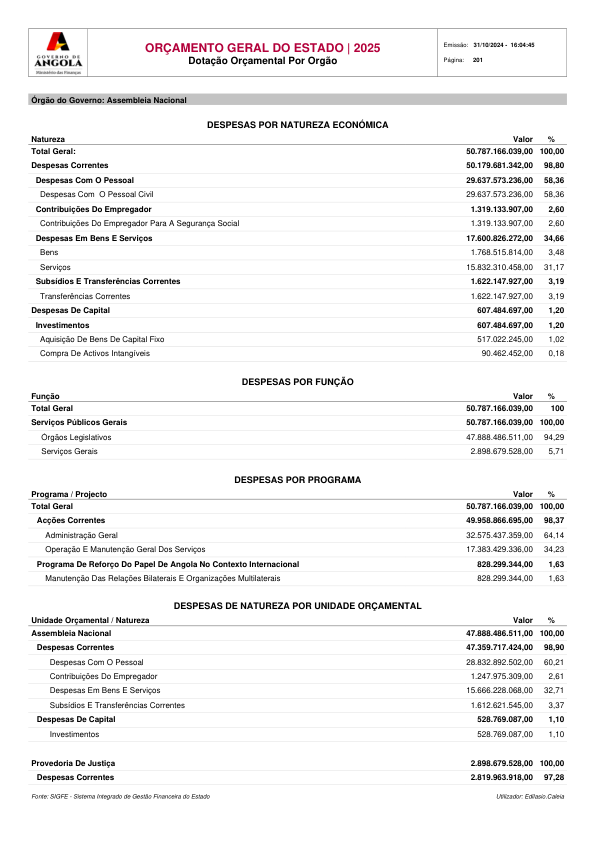 GOVERNO DE
ANGOLA
Ministério das Finanças
ORÇAMENTO GERAL DO ESTADO | 2025
Dotação Orçamental Por Orgão
Emissão: 31/10/2024 - 16:04:45
Página: 201
Órgão do Governo: Assembleia Nacional
DESPESAS POR NATUREZA ECONÓMICA
Natureza Valor %
Total Geral: 50.787.166.039,00 100,00
Despesas Correntes 50.179.681.342,00 98,80
Despesas Com O Pessoal 29.637.573.236,00 58,36
Despesas Com O Pessoal Civil 29.637.573.236,00 58,36
Contribuições Do Empregador 1.319.133.907,00 2,60
Contribuições Do Empregador Para A Segurança Social 1.319.133.907,00 2,60
Despesas Em Bens E Serviços 17.600.826.272,00 34,66
Bens 1.768.515.814,00 3,48
Serviços 15.832.310.458,00 31,17
Subsídios E Transferências Correntes 1.622.147.927,00 3,19
Transferências Correntes 1.622.147.927,00 3,19
Despesas De Capital 607.484.697,00 1,20
Investimentos 607.484.697,00 1,20
Aquisição De Bens De Capital Fixo 517.022.245,00 1,02
Compra De Activos Intangíveis 90.462.452,00 0,18
DESPESAS POR FUNÇÃO
Função Valor %
Total Geral 50.787.166.039,00 100
Serviços Públicos Gerais 50.787.166.039,00 100,00
Órgãos Legislativos 47.888.486.511,00 94,29
Serviços Gerais 2.898.679.528,00 5,71
DESPESAS POR PROGRAMA
Programa / Projecto Valor %
Total Geral 50.787.166.039,00 100,00
Acções Correntes 49.958.866.695,00 98,37
Administração Geral 32.575.437.359,00 64,14
Operação E Manutenção Geral Dos Serviços 17.383.429.336,00 34,23
Programa De Reforço Do Papel De Angola No Contexto Internacional 828.299.344,00 1,63
Manutenção Das Relações Bilaterais E Organizações Multilaterais 828.299.344,00 1,63
DESPESAS DE NATUREZA POR UNIDADE ORÇAMENTAL
Unidade Orçamental / Natureza Valor %
Assembleia Nacional 47.888.486.511,00 100,00
Despesas Correntes 47.359.717.424,00 98,90
Despesas Com O Pessoal 28.832.892.502,00 60,21
Contribuições Do Empregador 1.247.975.309,00 2,61
Despesas Em Bens E Serviços 15.666.228.068,00 32,71
Subsídios E Transferências Correntes 1.612.621.545,00 3,37
Despesas De Capital 528.769.087,00 1,10
Investimentos 528.769.087,00 1,10
Provedoria De Justiça 2.898.679.528,00 100,00
Despesas Correntes 2.819.963.918,00 97,28
Fonte: SIGFE - Sistema Integrado de Gestão Financeira do Estado Utilizador: Edilasio.Caleia